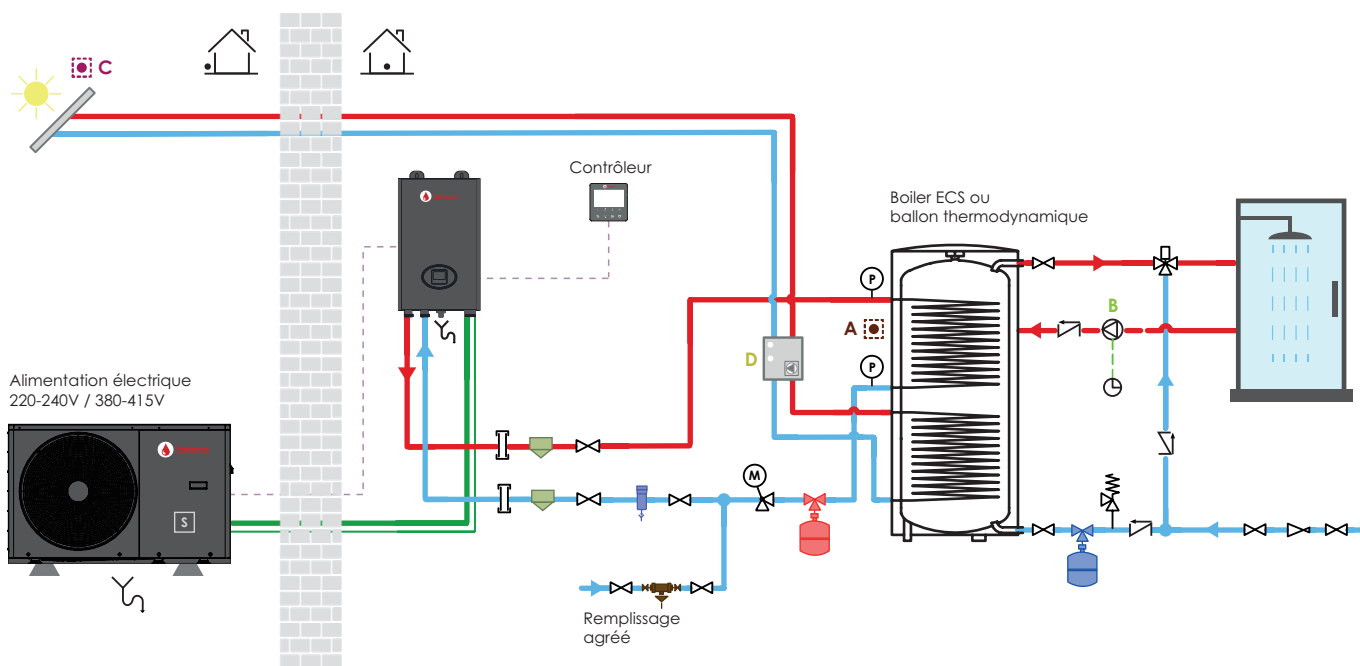 C
Contrôleur
Boiler ECS ou
ballon thermodynamique
P
A
B
D
P
Alimentation électrique
220-240V / 380-415V
M
S
Remplissage
agréé